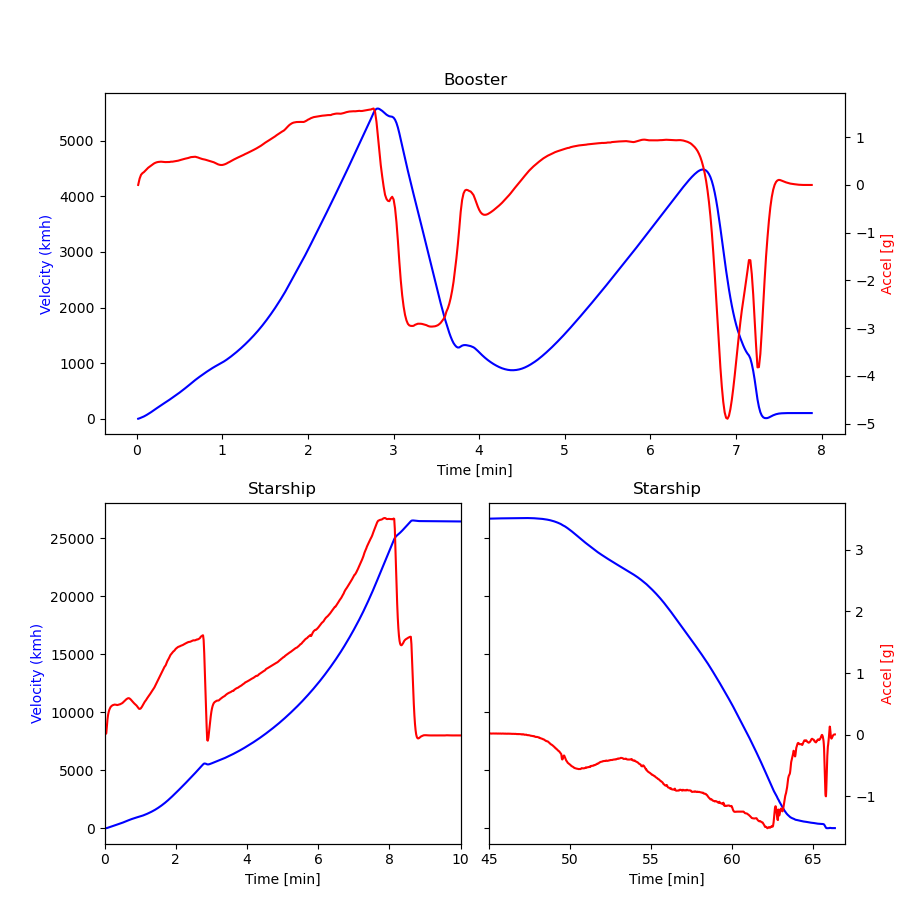 Booster
Velocity (kmh)
5000
4000
3000
2000
1000
0
1
0
−1
−2
−3
−4
−5
Accel [g]
0 1 2 3 4 5 6 7 8
Time [min]
Starship
Velocity (kmh)
25000
20000
15000
10000
5000
0
0 2 4 6 8 10
Time [min]
Starship
3
2
1
0
−1
Accel [g]
45 50 55 60 65
Time [min]